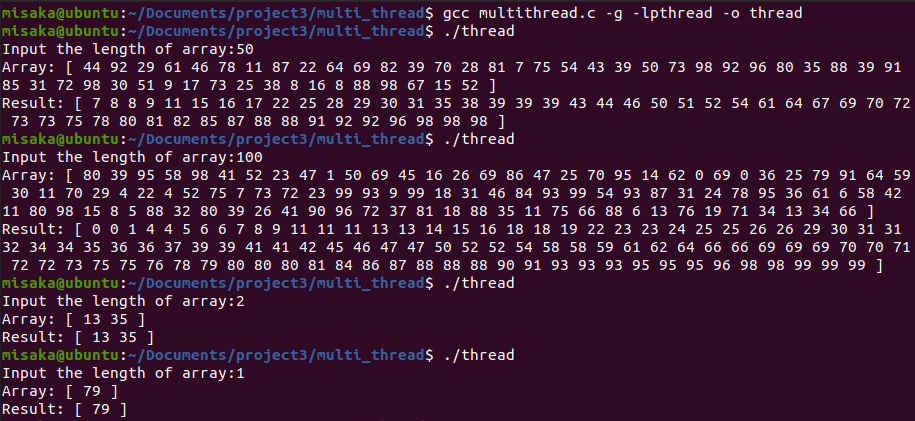 misaka@ubuntu:~/Documents/project3/multi_thread$ gcc multithread.c -g -lpthread -o thread
misaka@ubuntu:~/Documents/project3/multi_thread$ ./thread
Input the length of array:50
Array: [ 44 92 29 61 46 78 11 87 22 64 69 82 39 70 28 81 7 75 54 43 39 50 73 98 92 96 80 35 88 39 91
85 31 72 98 30 51 9 17 73 25 38 8 16 8 88 98 67 15 52 ]
Result: [ 7 8 8 9 11 15 16 17 22 25 28 29 30 31 35 38 39 39 39 43 44 46 50 51 52 54 61 64 67 69 70 72
73 73 75 78 80 81 82 85 87 88 88 91 92 92 96 98 98 98 ]
misaka@ubuntu:~/Documents/project3/multi_thread$ ./thread
Input the length of array:100
Array: [ 80 39 95 58 98 41 52 23 47 1 50 69 45 16 26 69 86 47 25 70 95 14 62 0 69 0 36 25 79 91 64 59
30 11 70 29 4 22 4 52 75 7 73 72 23 99 93 9 99 18 31 46 84 93 99 54 93 87 31 24 78 95 36 61 6 58 42
11 80 98 15 8 5 88 32 80 39 26 41 90 96 72 37 81 18 88 35 11 75 66 88 6 13 76 19 71 34 13 34 66 ]
Result: [ 0 0 1 4 4 5 6 6 7 8 9 11 11 11 13 13 14 15 16 18 18 19 22 23 23 24 25 25 26 26 29 30 31 31
32 34 34 35 36 36 37 39 39 41 41 42 45 46 47 47 50 52 52 54 58 58 59 61 62 64 66 66 69 69 69 70 70 71
72 72 73 75 75 76 78 79 80 80 80 81 84 86 87 88 88 88 90 91 93 93 93 95 95 95 96 98 98 99 99 99 ]
misaka@ubuntu:~/Documents/project3/multi_thread$ ./thread
Input the length of array:2
Array: [ 13 35 ]
Result: [ 13 35 ]
misaka@ubuntu:~/Documents/project3/multi_thread$ ./thread
Input the length of array:1
Array: [ 79 ]
Result: [ 79 ]